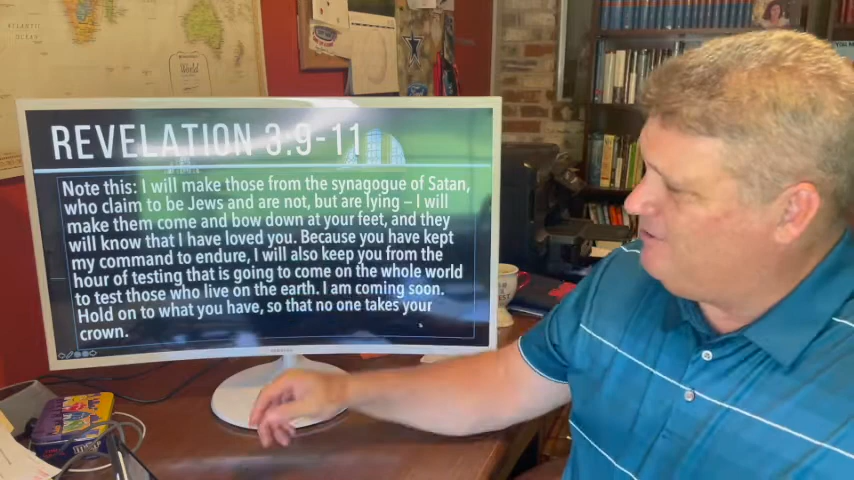 World
REVELATION 3:9-11
Note this: I will make those from the synagogue of Satan,
who claim to be Jews and are not, but are lying – I will
make them come and bow down at your feet, and they
will know that I have loved you. Because you have kept
my command to endure, I will also keep you from the
hour of testing that is going to come on the whole world
to test those who live on the earth. I am coming soon.
Hold on to what you have, so that no one takes your
crown.